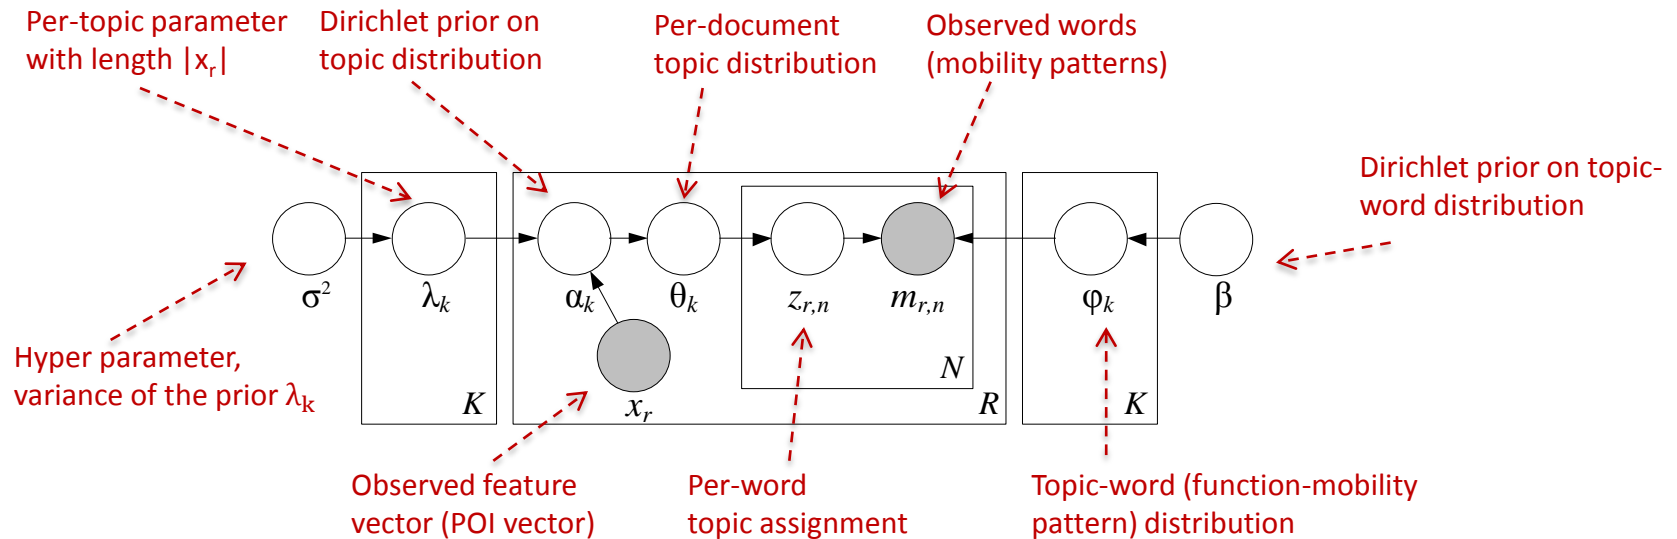 Per-topic parameter
with length |xᵣ|
Dirichlet prior on
topic distribution
Per-document
topic distribution
Observed words
(mobility patterns)
Dirichlet prior on topic-
word distribution
σ²
λₖ
αₖ
θₖ
z_{r,n}
m_{r,n}
φₖ
β
Hyper parameter,
variance of the prior λₖ
K
xᵣ
N
R
K
Observed feature
vector (POI vector)
Per-word
topic assignment
Topic-word (function-mobility
pattern) distribution